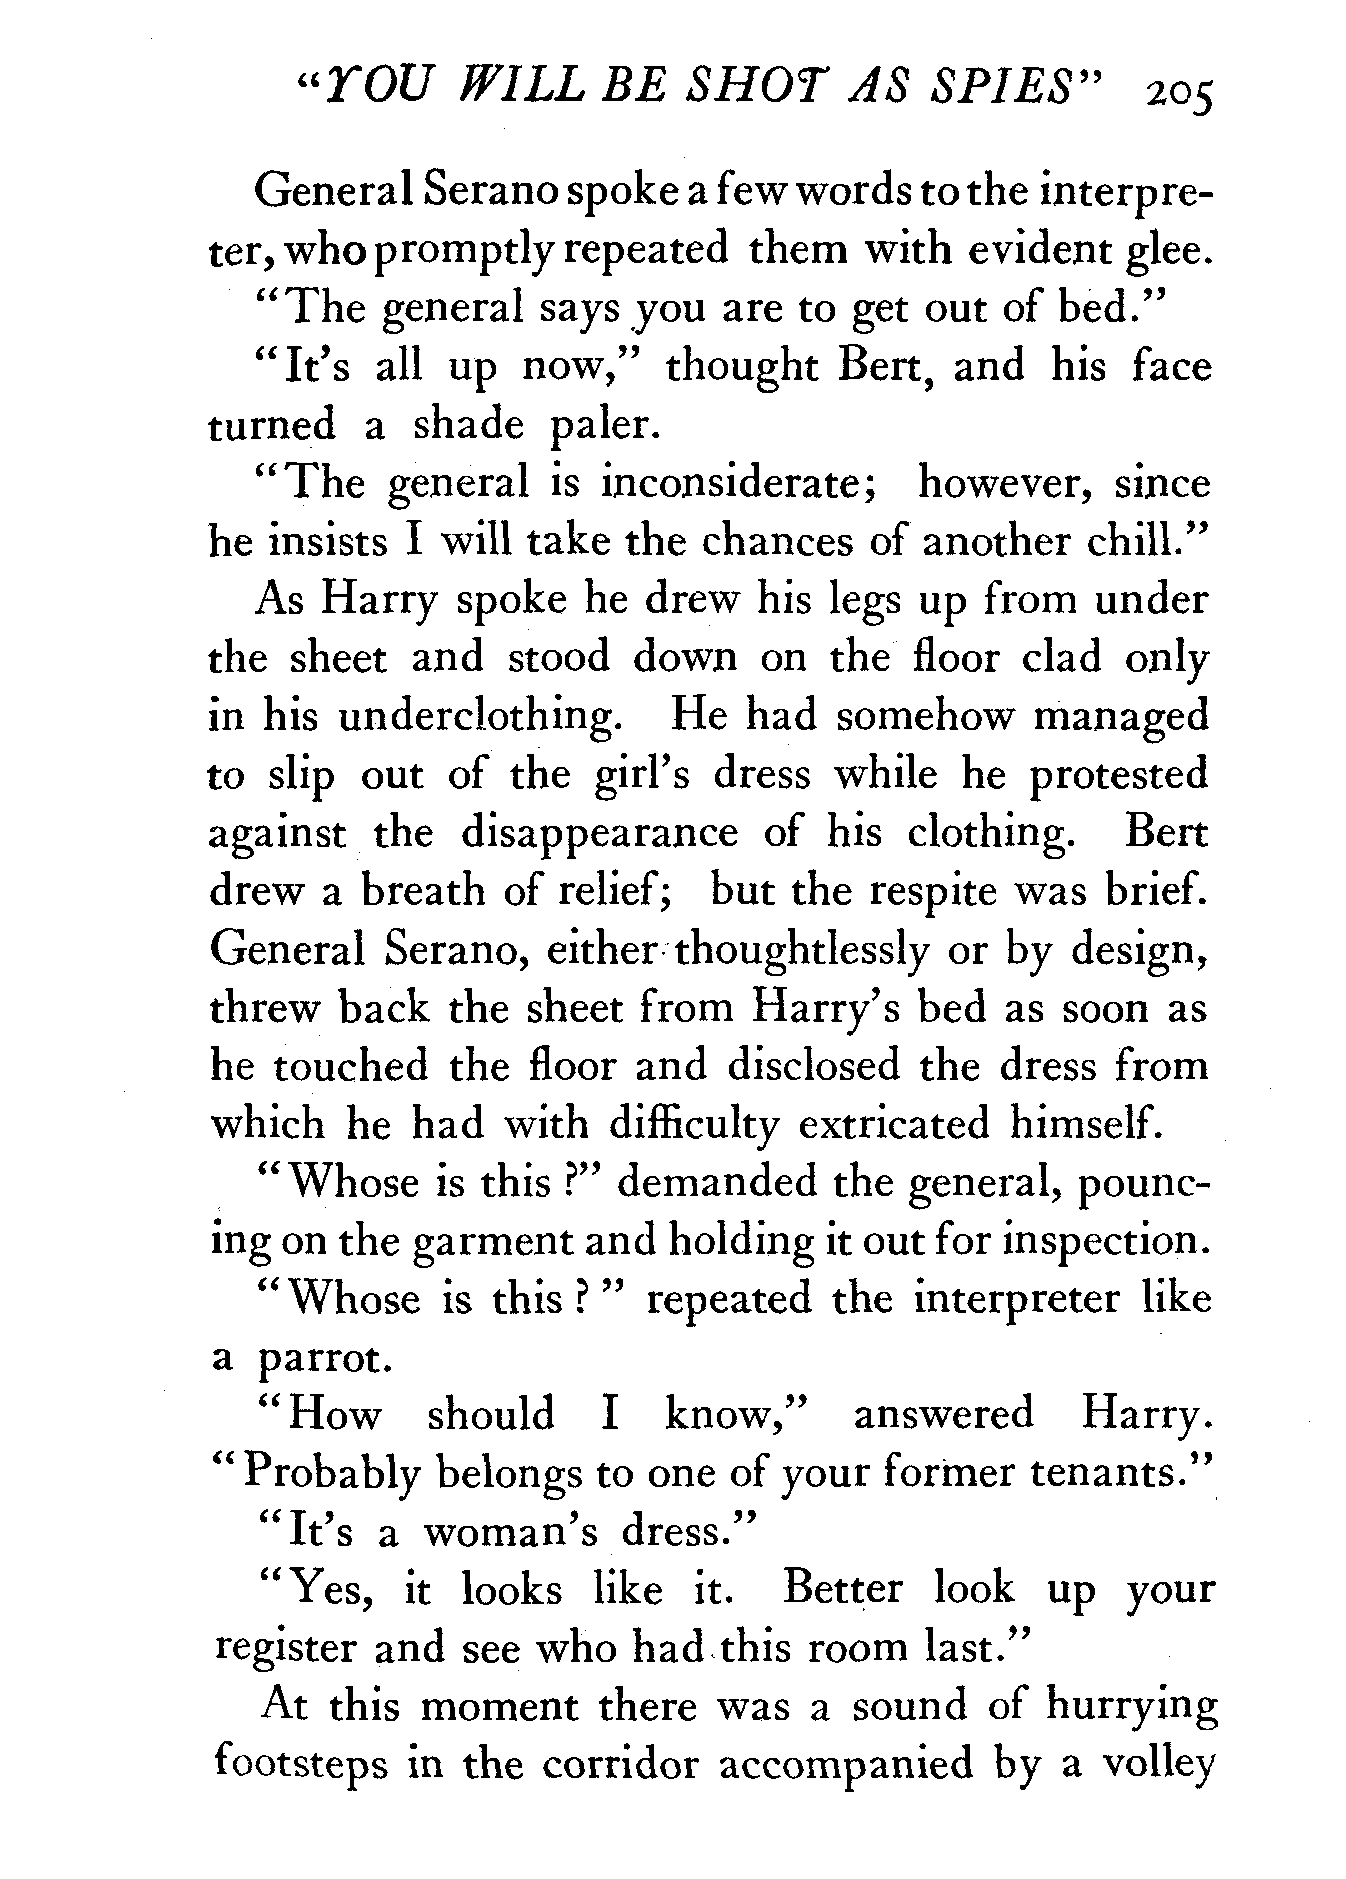 "YOU WILL BE SHOT AS SPIES" 205
General Serano spoke a few words to the interpre-
ter, who promptly repeated them with evident glee.
"The general says you are to get out of bed."
"It's all up now," thought Bert, and his face
turned a shade paler.
"The general is inconsiderate; however, since
he insists I will take the chances of another chill."
As Harry spoke he drew his legs up from under
the sheet and stood down on the floor clad only
in his underclothing. He had somehow managed
to slip out of the girl's dress while he protested
against the disappearance of his clothing. Bert
drew a breath of relief; but the respite was brief.
General Serano, either thoughtlessly or by design,
threw back the sheet from Harry's bed as soon as
he touched the floor and disclosed the dress from
which he had with difficulty extricated himself.
"Whose is this?" demanded the general, pounc-
ing on the garment and holding it out for inspection.
"Whose is this?" repeated the interpreter like
a parrot.
"How should I know," answered Harry.
"Probably belongs to one of your former tenants."
"It's a woman's dress."
"Yes, it looks like it. Better look up your
register and see who had this room last."
At this moment there was a sound of hurrying
footsteps in the corridor accompanied by a volley